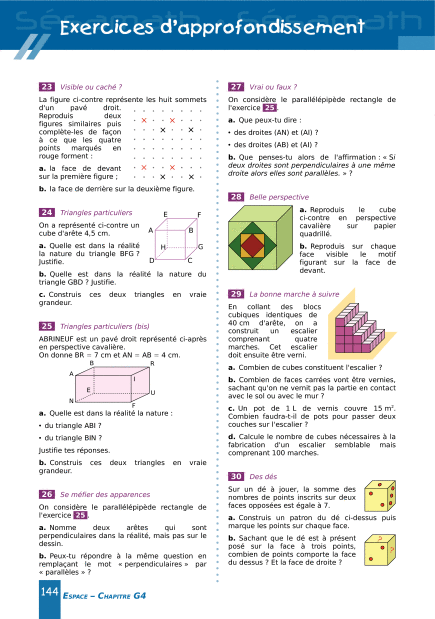 Exercices d'approfondissement
23 Visible ou caché ?
La figure ci-contre représente les huit sommets
d'un pavé droit.
Reproduis deux
figures similaires puis
complète-les de façon
à ce que les quatre
points marqués en
rouge forment :
a. la face de devant
sur la première figure ;
b. la face de derrière sur la deuxième figure.
24 Triangles particuliers
On a représenté ci-contre un
cube d'arête 4,5 cm.
a. Quelle est dans la réalité
la nature du triangle BFG ?
Justifie.
E F
A B
H G
D C
b. Quelle est dans la réalité la nature du
triangle GBD ? Justifie.
c. Construis ces deux triangles en vraie
grandeur.
25 Triangles particuliers (bis)
ABRINEUF est un pavé droit représenté ci-après
en perspective cavalière.
On donne BR = 7 cm et AN = AB = 4 cm.
B R
A I
E U
N F
a. Quelle est dans la réalité la nature :
• du triangle ABI ?
• du triangle BIN ?
Justifie tes réponses.
b. Construis ces deux triangles en vraie
grandeur.
26 Se méfier des apparences
On considère le parallélépipède rectangle de
l'exercice 25.
a. Nomme deux arêtes qui sont
perpendiculaires dans la réalité, mais pas sur le
dessin.
b. Peux-tu répondre à la même question en
remplaçant le mot « perpendiculaires » par
« parallèles » ?
27 Vrai ou faux ?
On considère le parallélépipède rectangle de
l'exercice 25.
a. Que peux-tu dire :
• des droites (AN) et (AI) ?
• des droites (AB) et (AI) ?
b. Que penses-tu alors de l'affirmation : « Si
deux droites sont perpendiculaires à une même
droite alors elles sont parallèles. » ?
28 Belle perspective
a. Reproduis le cube
ci-contre en perspective
cavalière sur papier
quadrillé.
b. Reproduis sur chaque
face visible le motif
figurant sur la face de
devant.
29 La bonne marche à suivre
En collant des blocs
cubiques identiques de
40 cm d'arête, on a
construit un escalier
comprenant quatre
marches. Cet escalier
doit ensuite être verni.
a. Combien de cubes constituent l'escalier ?
b. Combien de faces carrées vont être vernies,
sachant qu'on ne vernit pas la partie en contact
avec le sol ou avec le mur ?
c. Un pot de 1 L de vernis couvre 15 m².
Combien faudra-t-il de pots pour passer deux
couches sur l'escalier ?
d. Calcule le nombre de cubes nécessaires à la
fabrication d'un escalier semblable mais
comprenant 100 marches.
30 Des dés
Sur un dé à jouer, la somme des
nombres de points inscrits sur deux
faces opposées est égale à 7.
a. Construis un patron du dé ci-dessus puis
marque les points sur chaque face.
b. Sachant que le dé est à présent
posé sur la face à trois points,
combien de points comporte la face
du dessus ? Et la face de droite ?
144 Espace – Chapitre G4